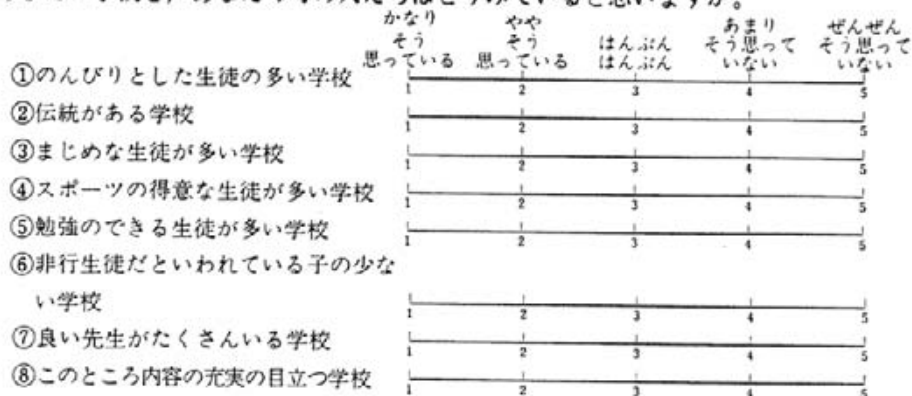 かなり
そう
思っている
やや
そう
思っている
はんぶん
はんぶん
あまり
そう思って
いない
ぜんぜん
そう思って
いない
①のんびりとした生徒の多い学校
1 2 3 4 5
②伝統がある学校
1 2 3 4 5
③まじめな生徒が多い学校
1 2 3 4 5
④スポーツの得意な生徒が多い学校
1 2 3 4 5
⑤勉強のできる生徒が多い学校
1 2 3 4 5
⑥非行生徒だといわれている子の少な
い学校
1 2 3 4 5
⑦良い先生がたくさんいる学校
1 2 3 4 5
⑧このところ内容の充実の目立つ学校
1 2 3 4 5